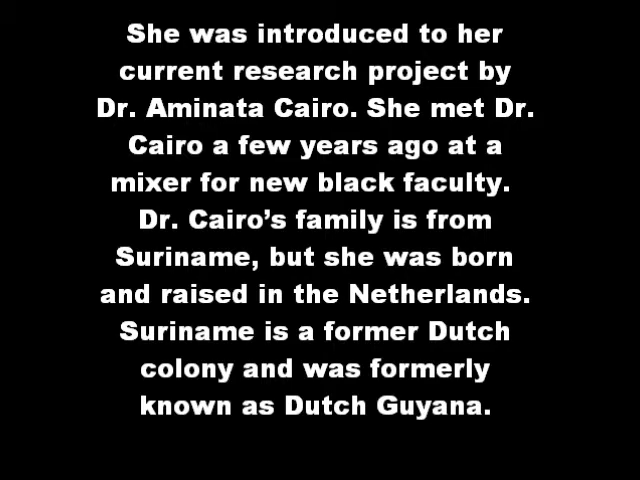 She was introduced to her
current research project by
Dr. Aminata Cairo. She met Dr.
Cairo a few years ago at a
mixer for new black faculty.
Dr. Cairo’s family is from
Suriname, but she was born
and raised in the Netherlands.
Suriname is a former Dutch
colony and was formerly
known as Dutch Guyana.